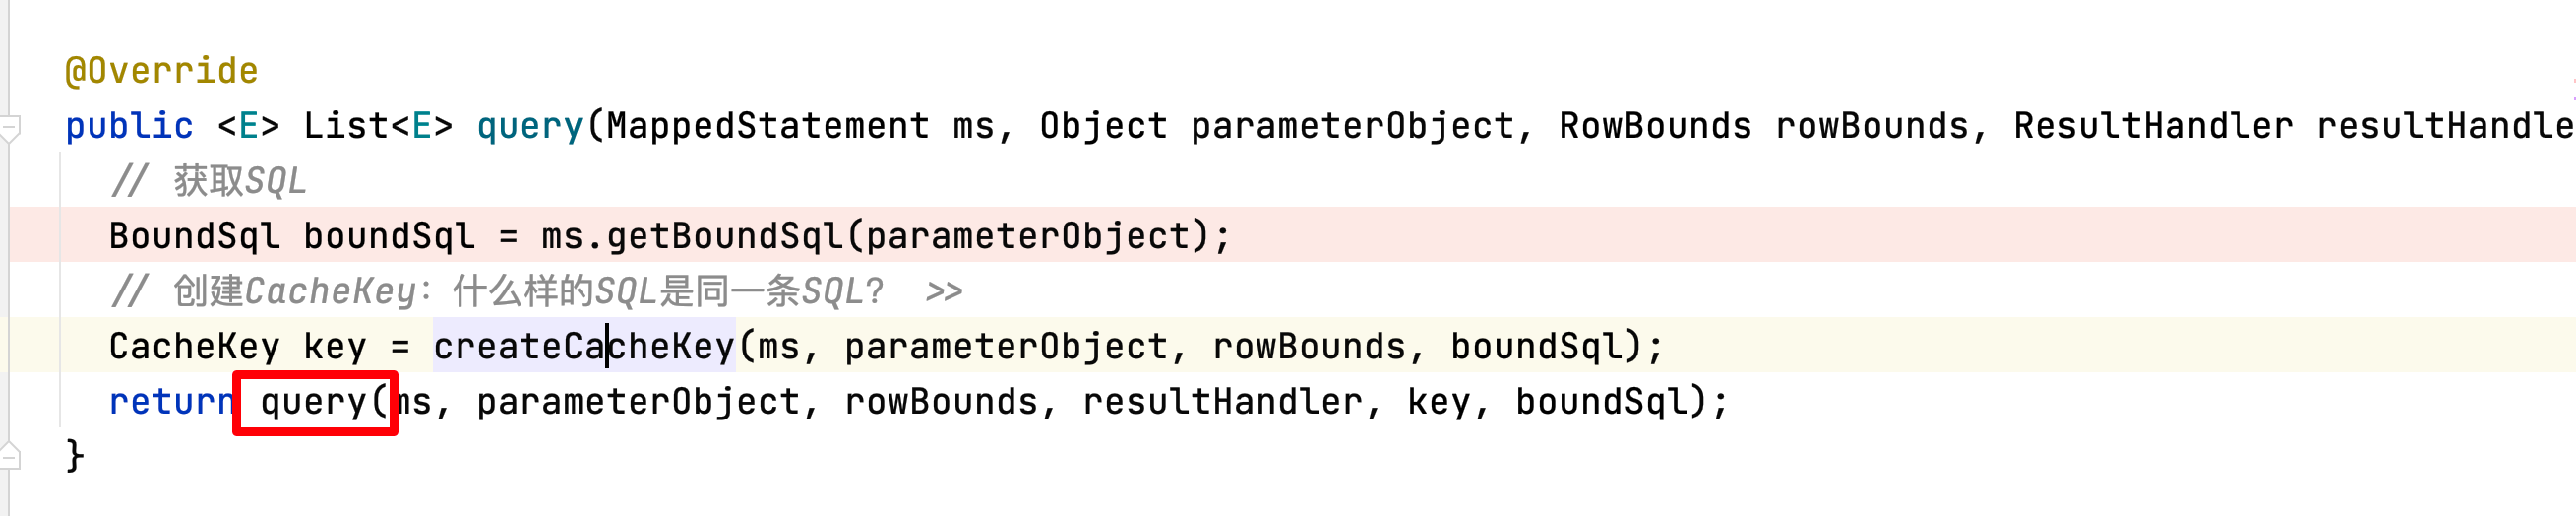 @Override
public <E> List<E> query(MappedStatement ms, Object parameterObject, RowBounds rowBounds, ResultHandler resultHandle
// 获取SQL
BoundSql boundSql = ms.getBoundSql(parameterObject);
// 创建CacheKey：什么样的SQL是同一条SQL？ >>
CacheKey key = createCacheKey(ms, parameterObject, rowBounds, boundSql);
return query(ms, parameterObject, rowBounds, resultHandler, key, boundSql);
}